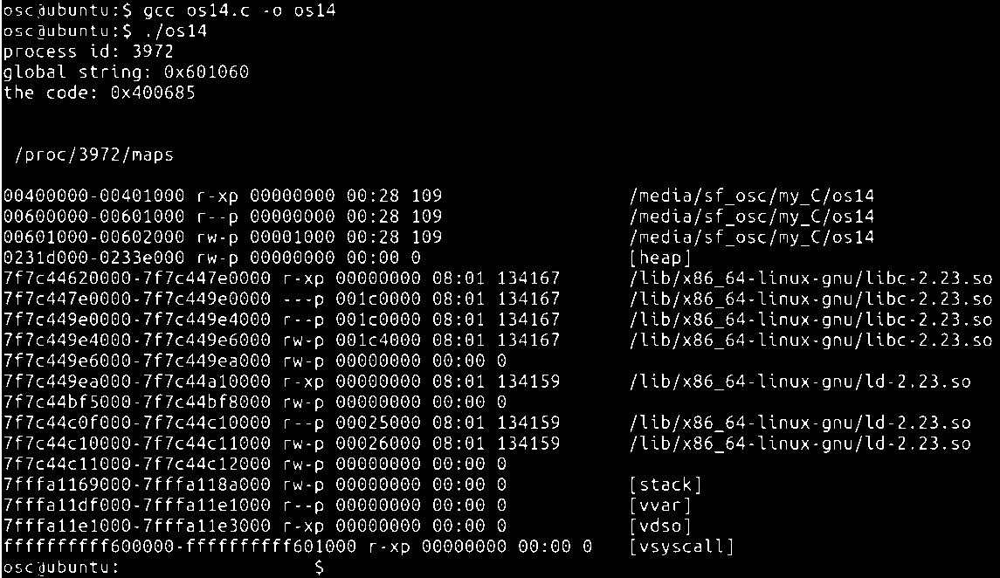 osc@ubuntu:$ gcc os14.c -o os14
osc@ubuntu:$ ./os14
process id: 3972
global string: 0x601060
the code: 0x400685
/proc/3972/maps
00400000-00401000 r-xp 00000000 00:28 109 /media/sf_osc/my_C/os14
00600000-00601000 r--p 00000000 00:28 109 /media/sf_osc/my_C/os14
00601000-00602000 rw-p 00001000 00:28 109 /media/sf_osc/my_C/os14
0231d000-0233e000 rw-p 00000000 00:00 0 [heap]
7f7c44620000-7f7c447e0000 r-xp 00000000 08:01 134167 /lib/x86_64-linux-gnu/libc-2.23.so
7f7c447e0000-7f7c449e0000 ---p 001c0000 08:01 134167 /lib/x86_64-linux-gnu/libc-2.23.so
7f7c449e0000-7f7c449e4000 r--p 001c0000 08:01 134167 /lib/x86_64-linux-gnu/libc-2.23.so
7f7c449e4000-7f7c449e6000 rw-p 001c4000 08:01 134167 /lib/x86_64-linux-gnu/libc-2.23.so
7f7c449e6000-7f7c449ea000 rw-p 00000000 00:00 0
7f7c449ea000-7f7c44a10000 r-xp 00000000 08:01 134159 /lib/x86_64-linux-gnu/ld-2.23.so
7f7c44bf5000-7f7c44bf8000 rw-p 00000000 00:00 0
7f7c44c0f000-7f7c44c10000 r--p 00025000 08:01 134159 /lib/x86_64-linux-gnu/ld-2.23.so
7f7c44c10000-7f7c44c11000 rw-p 00026000 08:01 134159 /lib/x86_64-linux-gnu/ld-2.23.so
7f7c44c11000-7f7c44c12000 rw-p 00000000 00:00 0
7fffa1169000-7fffa118a000 rw-p 00000000 00:00 0 [stack]
7fffa11df000-7fffa11e1000 r--p 00000000 00:00 0 [vvar]
7fffa11e1000-7fffa11e3000 r-xp 00000000 00:00 0 [vdso]
ffffffffff600000-ffffffffff601000 r-xp 00000000 00:00 0 [vsyscall]
osc@ubuntu: $